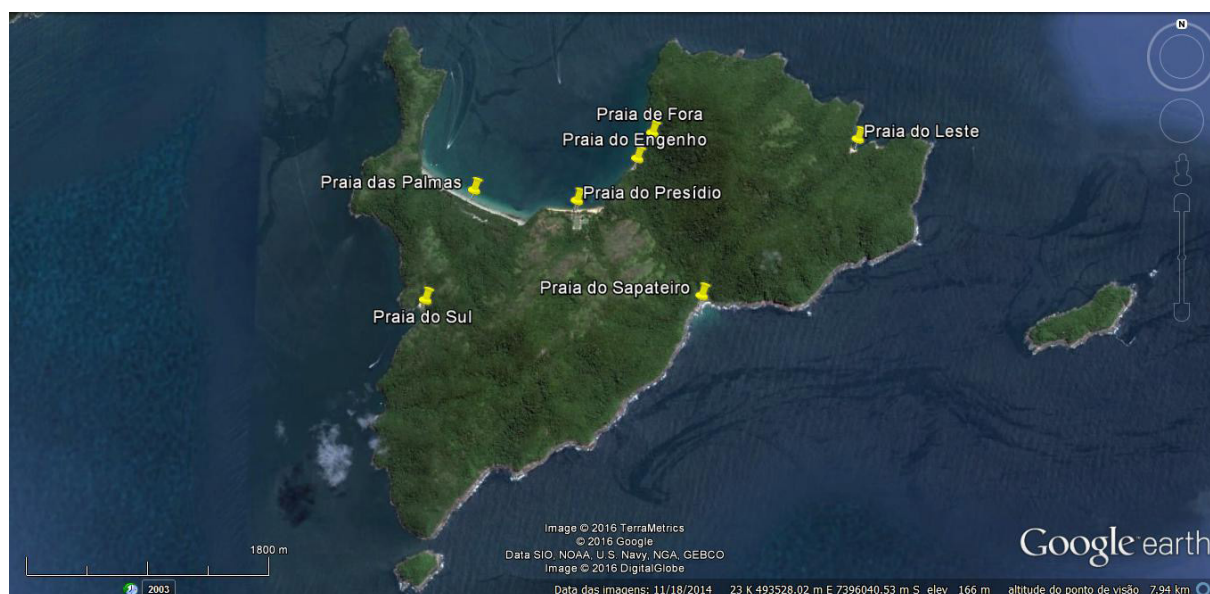 N
Praia de Fora
Praia do Engenho
Praia do Leste
Praia das Palmas
Praia do Presídio
Praia do Sapateiro
Praia do Sul
Image © 2016 TerraMetrics
© 2016 Google
Data SIO, NOAA, U.S. Navy, NGA, GEBCO
Image © 2016 DigitalGlobe
Google earth
1800 m
2003
Data das imagens: 11/18/2014 23 K 493528.02 m E 7396040.53 m S elev 166 m altitude do ponto de visão 7.94 km